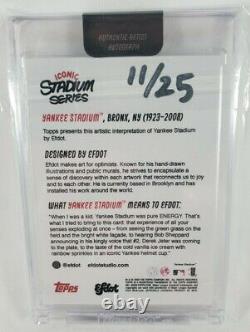 AUTHENTIC ARTIST
AUTOGRAPH
11/25
ICONIC
STADIUM
SERIES
YANKEE STADIUM™, BRONX, NY (1923-2008)
Topps presents this artistic interpretation of Yankee Stadium
by Efdot.
DESIGNED BY EFDOT
Efdot makes art for optimists. Known for his hand-drawn
illustrations and public murals, he strives to encapsulate a
sense of discovery within each artwork that reconnects us to joy
and to each other. He is currently based in Brooklyn and has
installed his work around the world.
WHAT YANKEE STADIUM™ MEANS TO EFDOT:
"When I was a kid, Yankee Stadium was pure ENERGY. That's
what I tried to bring to this card, that experience of all your
senses exploding at once – from seeing the green grass on the
field and the bright white façade, to hearing Bob Sheppard
announcing in his kingly voice that #2, Derek Jeter was coming
to the plate, to the taste of the cold vanilla ice cream with
rainbow sprinkles in an iconic Yankees helmet cup."
@efdot efdotstudio.com
Topps efdot
Yankee Stadium™